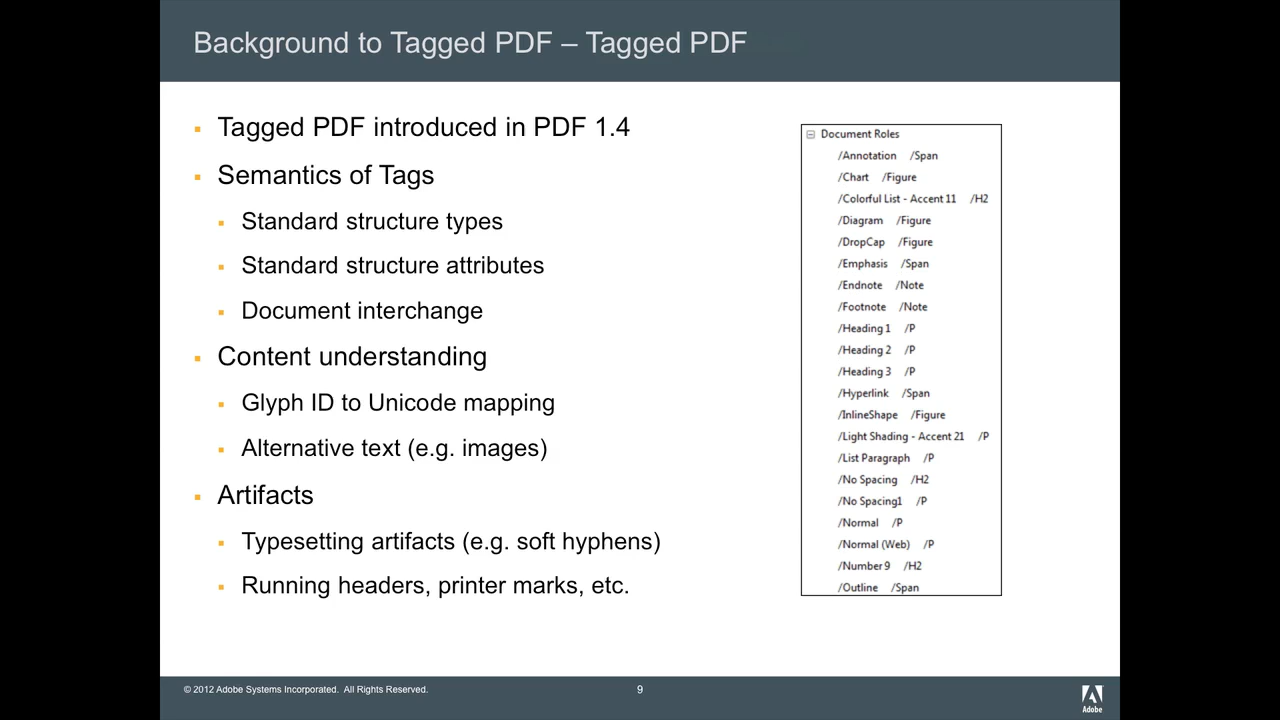 Background to Tagged PDF – Tagged PDF
▪ Tagged PDF introduced in PDF 1.4
▪ Semantics of Tags
▪ Standard structure types
▪ Standard structure attributes
▪ Document interchange
▪ Content understanding
▪ Glyph ID to Unicode mapping
▪ Alternative text (e.g. images)
▪ Artifacts
▪ Typesetting artifacts (e.g. soft hyphens)
▪ Running headers, printer marks, etc.
Document Roles
/Annotation /Span
/Chart /Figure
/Colorful List - Accent 11 /H2
/Diagram /Figure
/DropCap /Figure
/Emphasis /Span
/Endnote /Note
/Footnote /Note
/Heading 1 /P
/Heading 2 /P
/Heading 3 /P
/Hyperlink /Span
/InlineShape /Figure
/Light Shading - Accent 21 /P
/List Paragraph /P
/No Spacing /H2
/No Spacing1 /P
/Normal /P
/Normal (Web) /P
/Number 9 /H2
/Outline /Span
© 2012 Adobe Systems Incorporated. All Rights Reserved.
9
Adobe